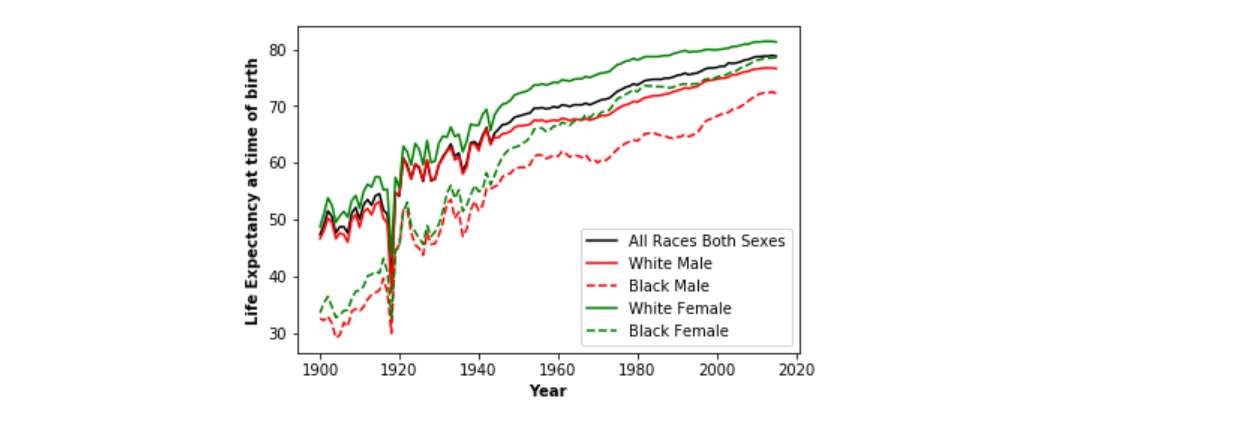 80
70
60
50
40
30
Life Expectancy at time of birth
All Races Both Sexes
White Male
Black Male
White Female
Black Female
1900 1920 1940 1960 1980 2000 2020
Year